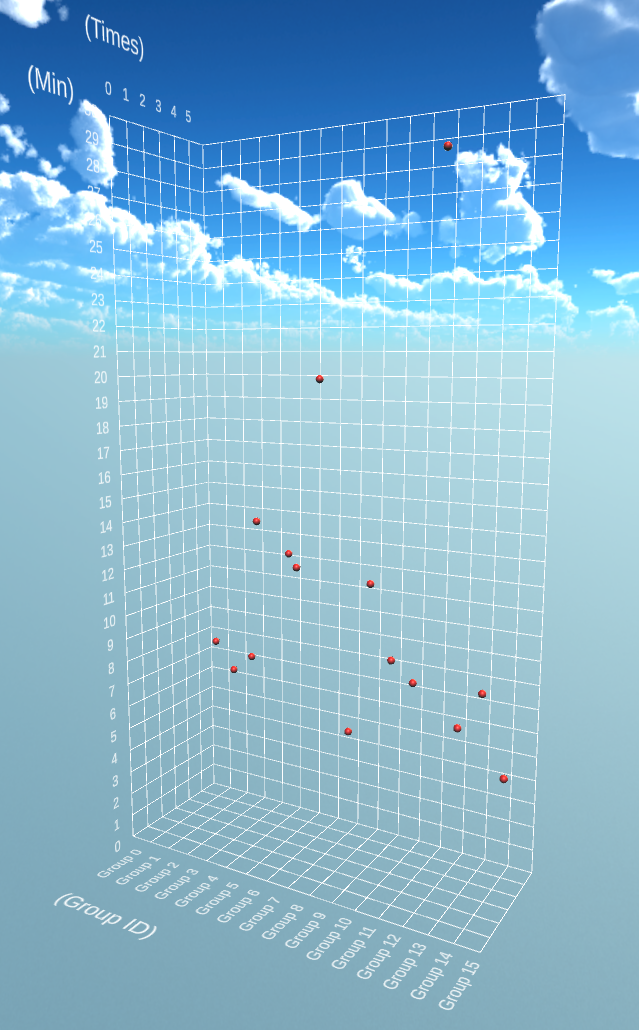 (Times)
(Min)
0 1 2 3 4 5
29
28
27
25
24
23
22
21
20
19
18
17
16
15
14
13
12
11
10
9
8
7
6
5
4
3
2
1
0
Group 0
Group 1
Group 2
Group 3
Group 4
Group 5
Group 6
Group 7
Group 8
Group 9
Group 10
Group 11
Group 12
Group 13
Group 14
Group 15
(Group ID)